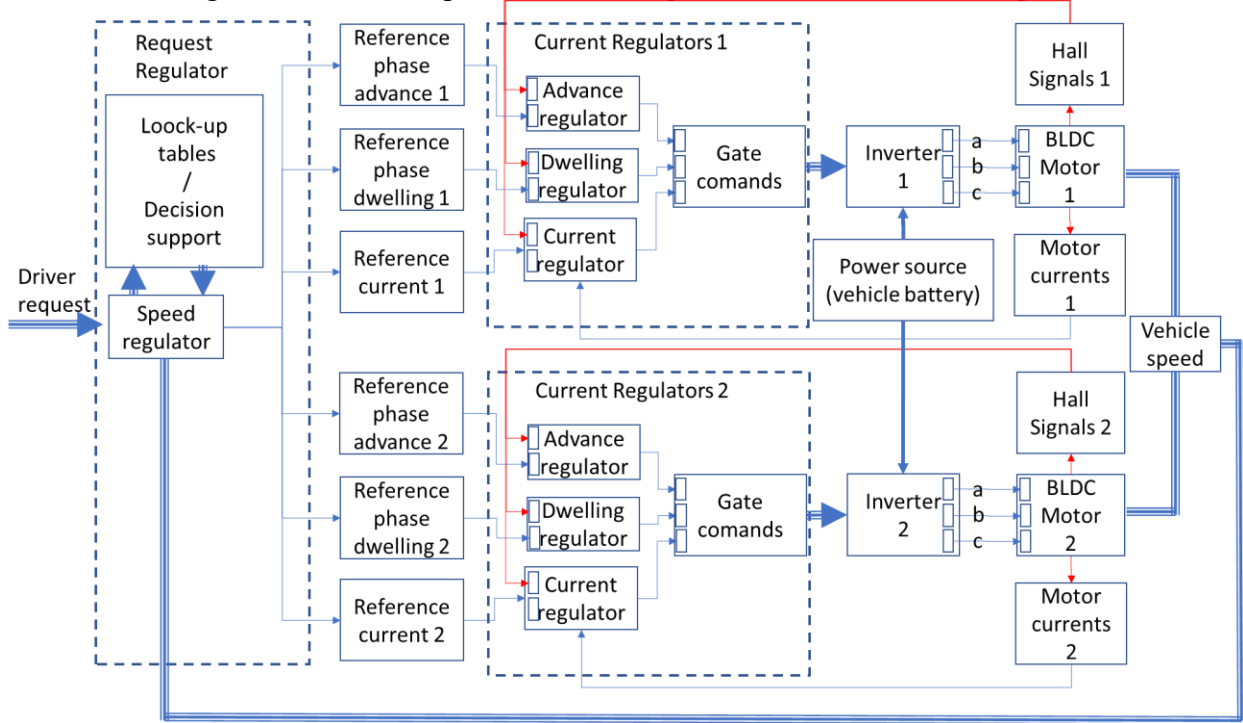 Request
Regulator
Loock-up
tables
/
Decision
support
Driver
request
Speed
regulator
Reference
phase
advance 1
Reference
phase
dwelling 1
Reference
current 1
Current Regulators 1
Advance
regulator
Dwelling
regulator
Current
regulator
Gate
comands
Inverter
1
a
b
c
BLDC
Motor
1
Hall
Signals 1
Motor
currents
1
Power source
(vehicle battery)
Vehicle
speed
Reference
phase
advance 2
Reference
phase
dwelling 2
Reference
current 2
Current Regulators 2
Advance
regulator
Dwelling
regulator
Current
regulator
Gate
comands
Inverter
2
a
b
c
BLDC
Motor
2
Hall
Signals 2
Motor
currents
2